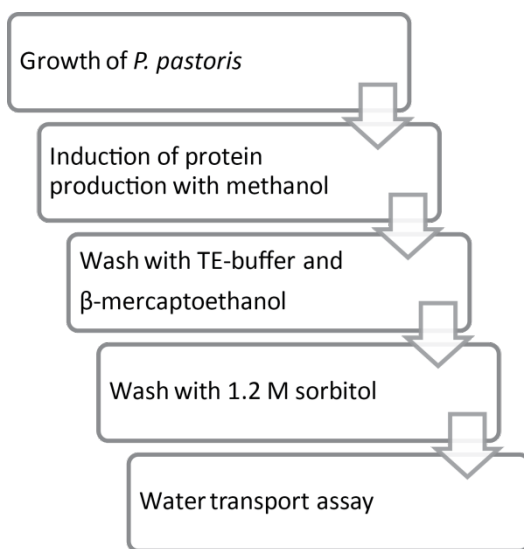 Growth of P. pastoris
Induction of protein
production with methanol
Wash with TE-buffer and
β-mercaptoethanol
Wash with 1.2 M sorbitol
Water transport assay